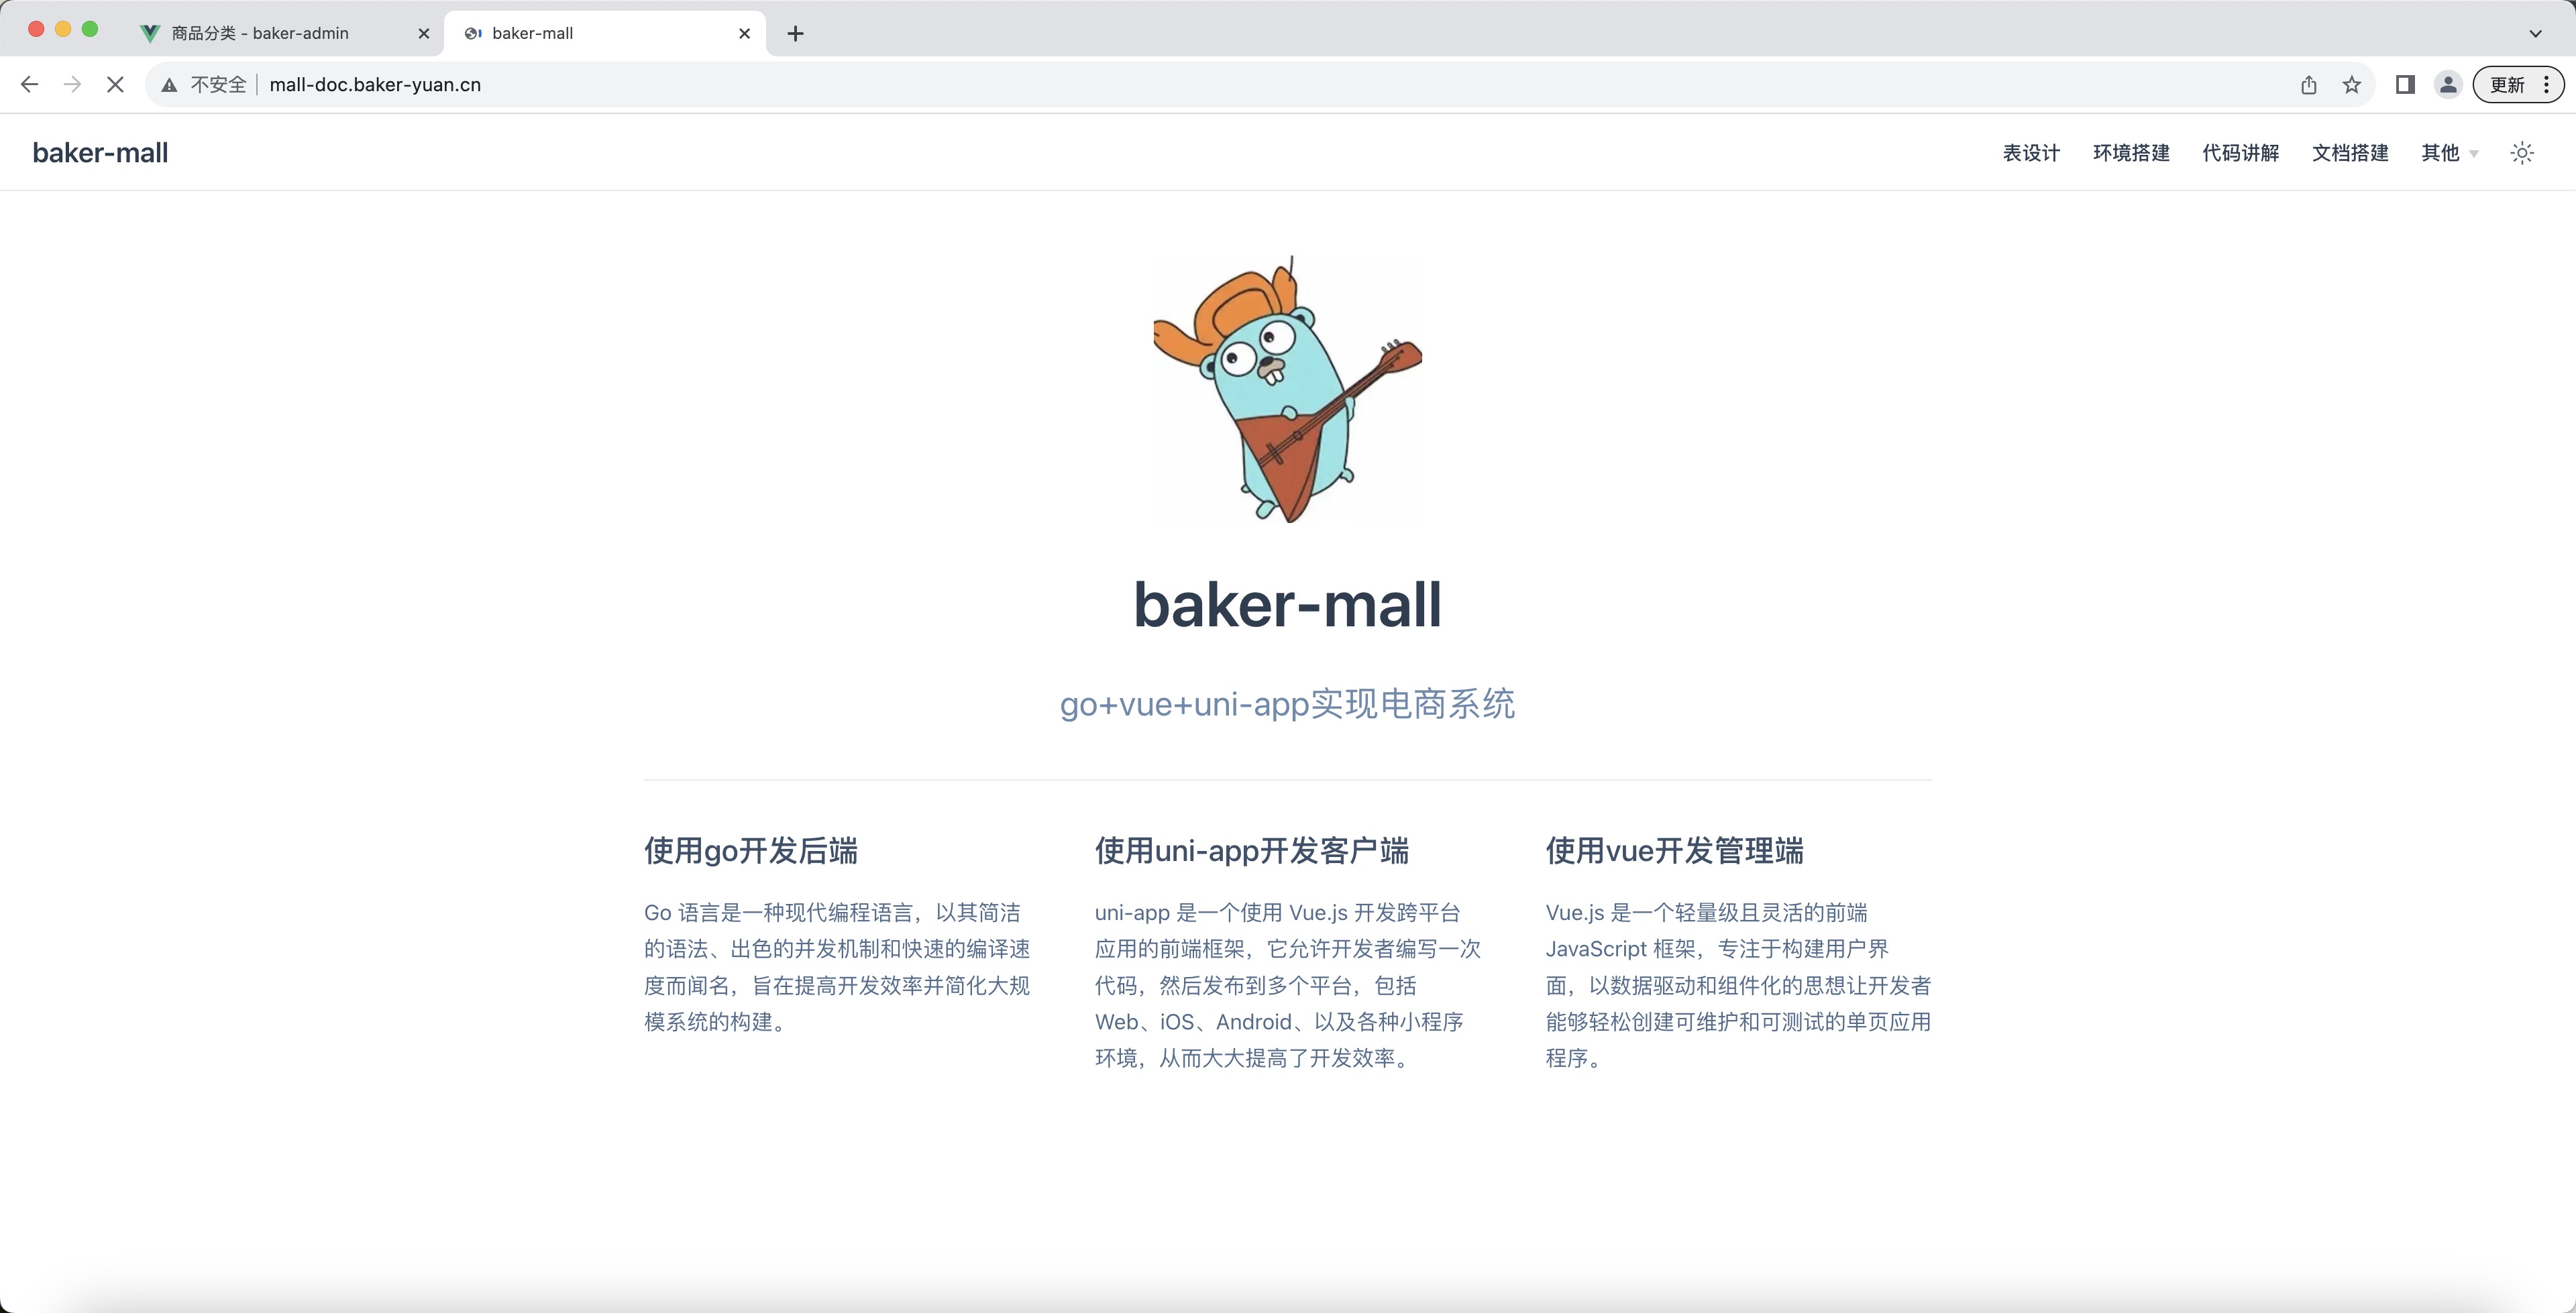 商品分类 - baker-admin
baker-mall
不安全
mall-doc.baker-yuan.cn
更新
baker-mall
表设计
环境搭建
代码讲解
文档搭建
其他
baker-mall
go+vue+uni-app实现电商系统
使用go开发后端
Go 语言是一种现代编程语言，以其简洁
的语法、出色的并发机制和快速的编译速
度而闻名，旨在提高开发效率并简化大规
模系统的构建。
使用uni-app开发客户端
uni-app 是一个使用 Vue.js 开发跨平台
应用的前端框架，它允许开发者编写一次
代码，然后发布到多个平台，包括
Web、iOS、Android、以及各种小程序
环境，从而大大提高了开发效率。
使用vue开发管理端
Vue.js 是一个轻量级且灵活的前端
JavaScript 框架，专注于构建用户界
面，以数据驱动和组件化的思想让开发者
能够轻松创建可维护和可测试的单页应用
程序。